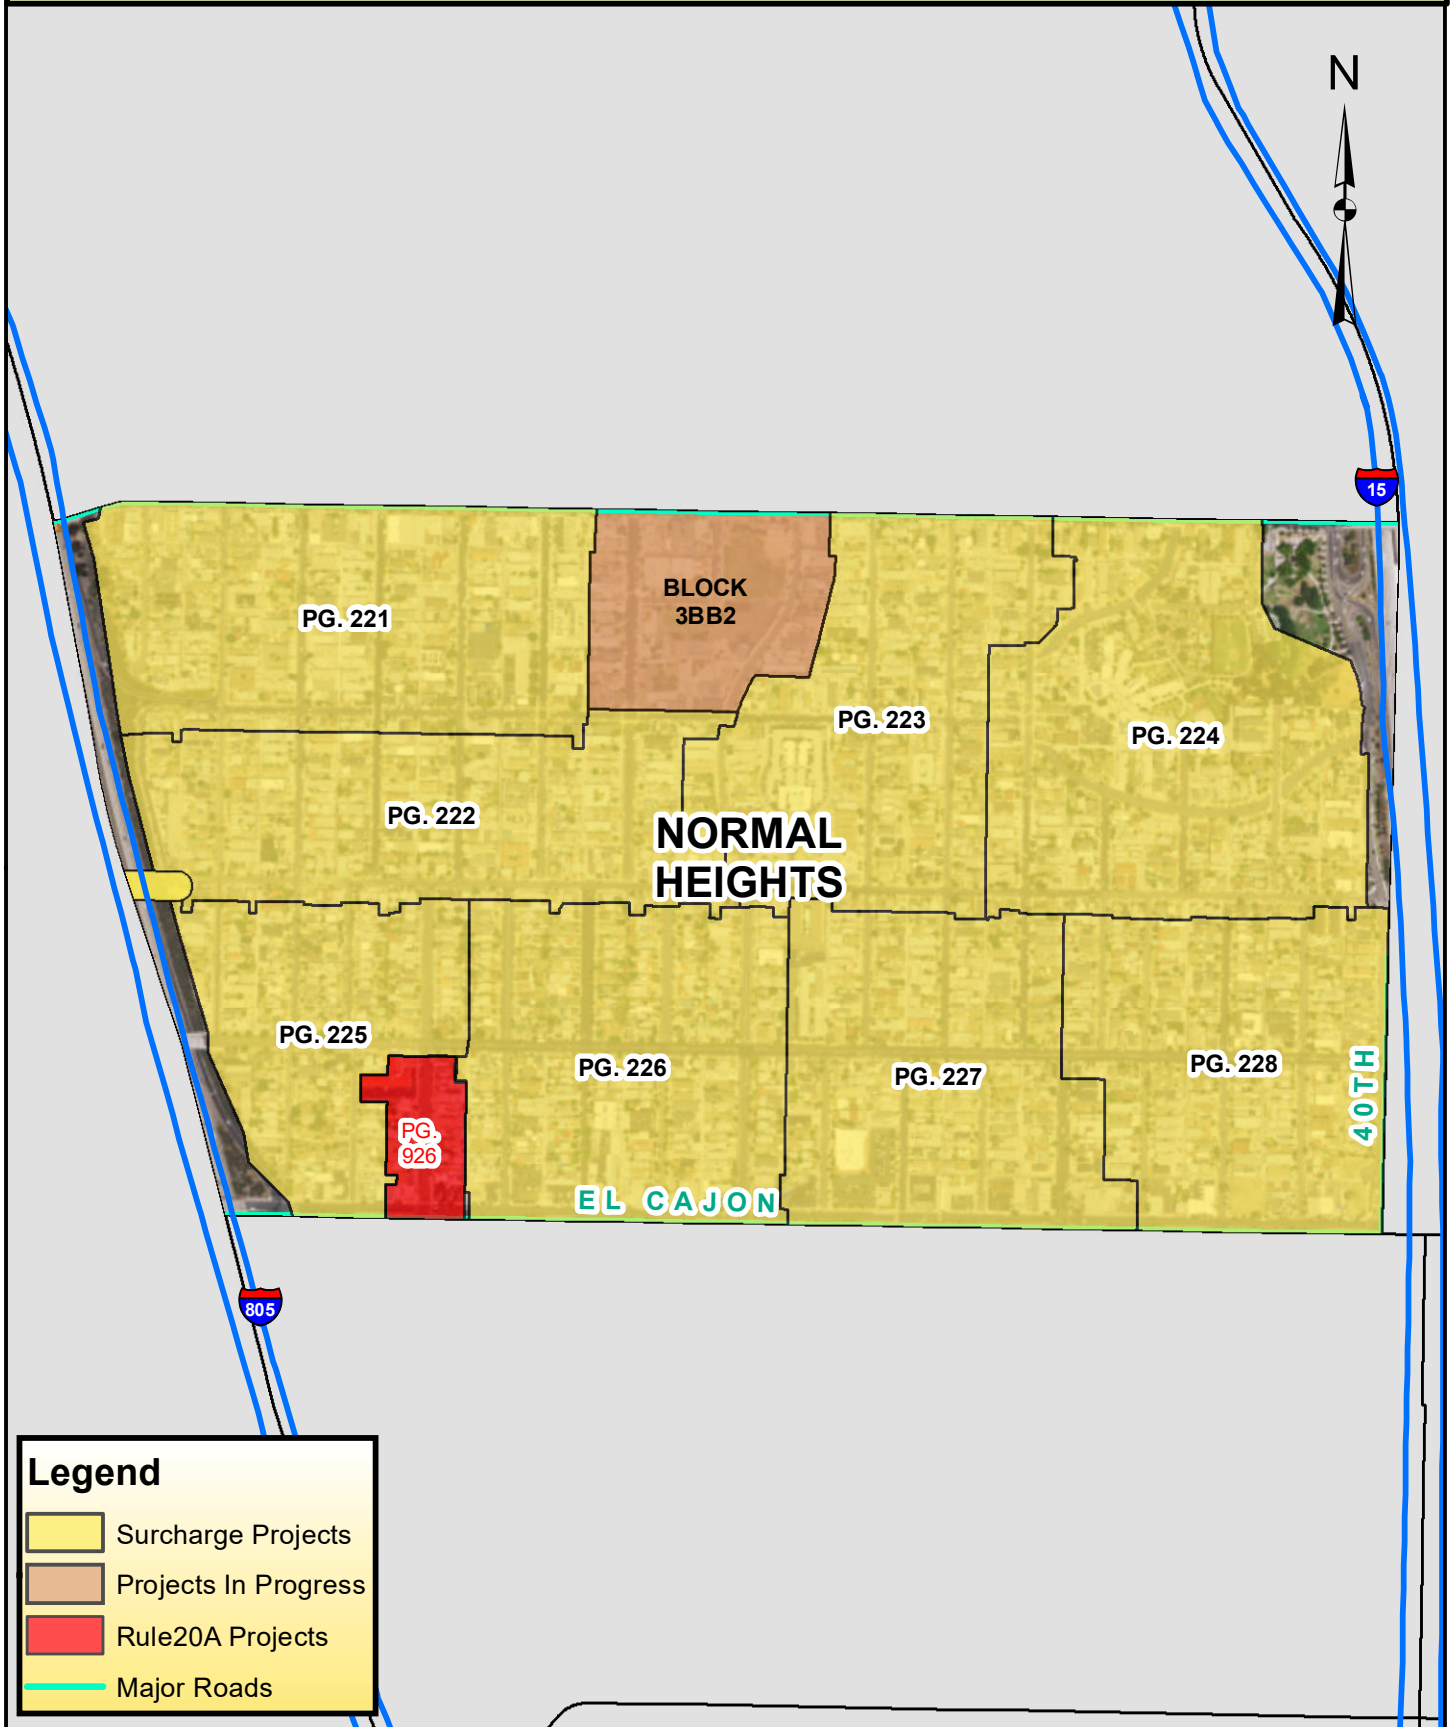 N
15
BLOCK
3BB2
PG. 221
PG. 223
PG. 224
PG. 222
NORMAL
HEIGHTS
PG. 225
PG. 226
PG. 227
PG. 228
40TH
PG.
926
EL CAJON
805
Legend
Surcharge Projects
Projects In Progress
Rule20A Projects
Major Roads